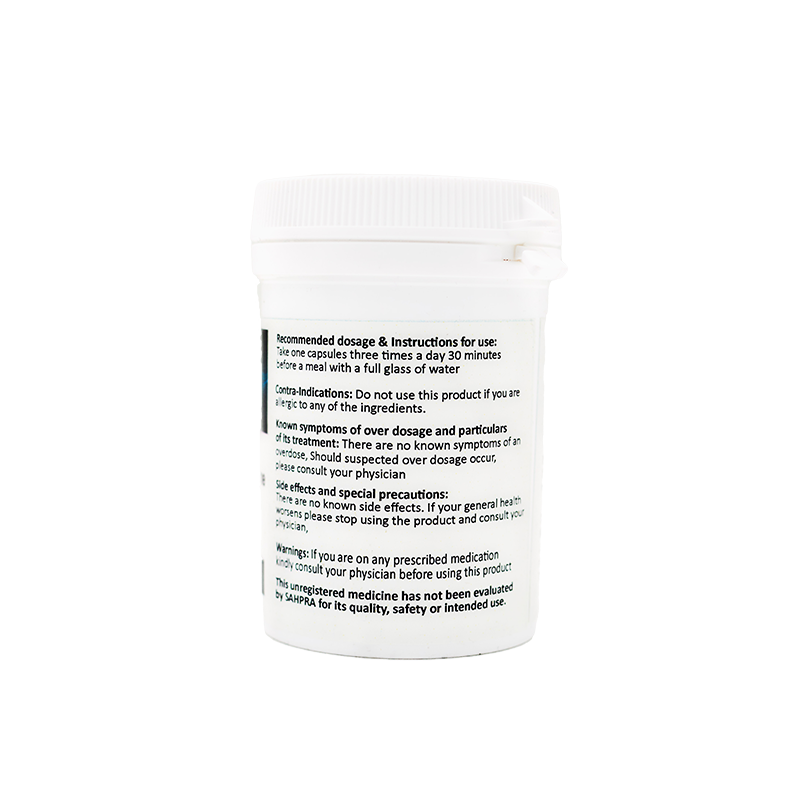 Recommended dosage & Instructions for use:
Take one capsules three times a day 30 minutes
before a meal with a full glass of water
Contra-Indications: Do not use this product if you are
allergic to any of the ingredients.
Known symptoms of over dosage and particulars
of its treatment: There are no known symptoms of an
overdose, Should suspected over dosage occur,
please consult your physician
Side effects and special precautions:
There are no known side effects. If your general health
worsens please stop using the product and consult your
physician,
Warnings: If you are on any prescribed medication
kindly consult your physician before using this product
This unregistered medicine has not been evaluated
by SAHPRA for its quality, safety or intended use.